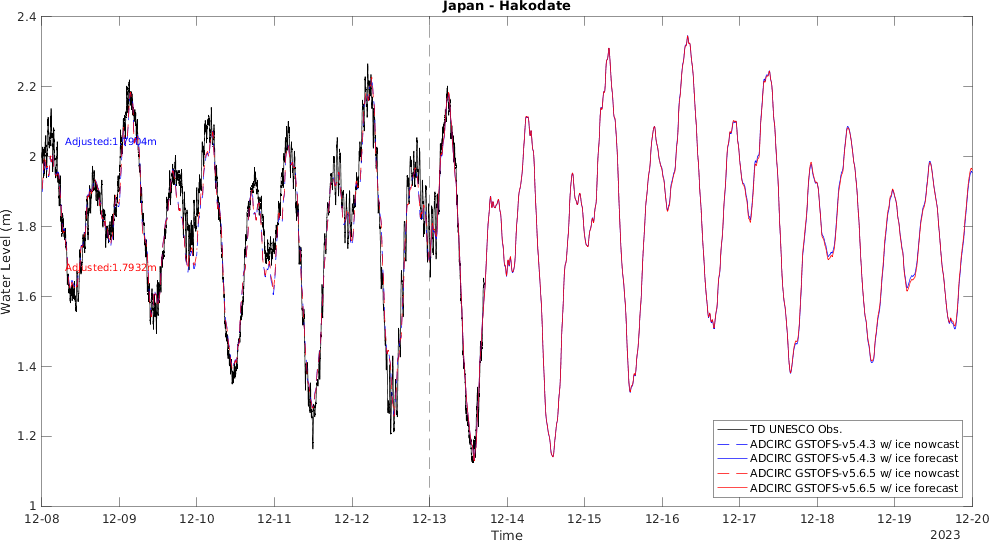 Japan - Hakodate
2.4
2.2
2
1.8
1.6
1.4
1.2
1
Water Level (m)
Adjusted:1.7904m
Adjusted:1.7932m
TD UNESCO Obs.
ADCIRC GSTOFS-v5.4.3 w/ ice nowcast
ADCIRC GSTOFS-v5.4.3 w/ ice forecast
ADCIRC GSTOFS-v5.6.5 w/ ice nowcast
ADCIRC GSTOFS-v5.6.5 w/ ice forecast
12-08 12-09 12-10 12-11 12-12 12-13 12-14 12-15 12-16 12-17 12-18 12-19 12-20
Time
2023